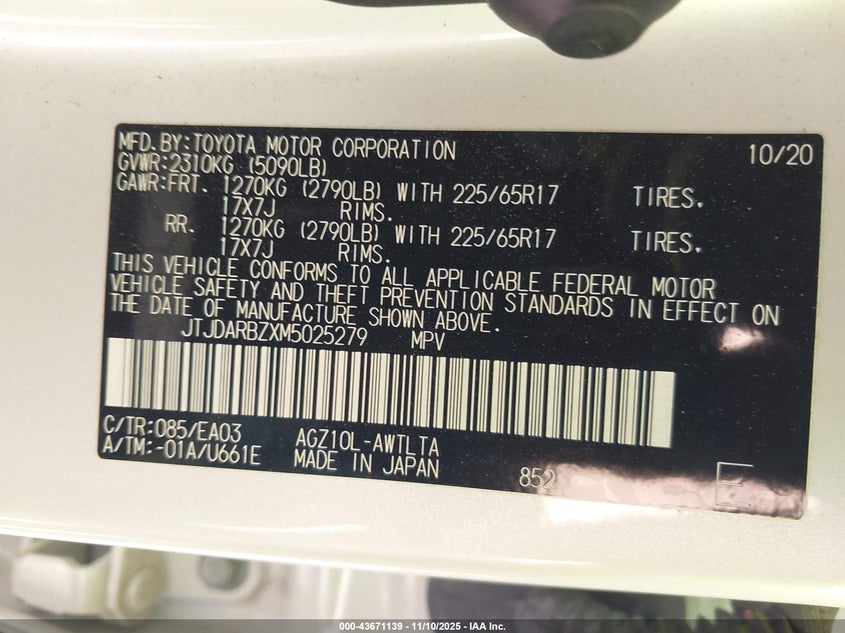 MFD.BY:TOYOTA MOTOR CORPORATION 10/20
GVWR:2310KG (5090LB)
GAWR:FRT. 1270KG (2790LB) WITH 225/65R17 TIRES.
17X7J RIMS.
RR. 1270KG (2790LB) WITH 225/65R17 TIRES.
17X7J RIMS.
THIS VEHICLE CONFORMS TO ALL APPLICABLE FEDERAL MOTOR
VEHICLE SAFETY AND THEFT PREVENTION STANDARDS IN EFFECT ON
THE DATE OF MANUFACTURE SHOWN ABOVE.
JTJDARBZXM5025279 MPV
C/TR:085/EA03 AGZ10L-AWTLTA
A/TM:-01A/U661E MADE IN JAPAN 852 E
000-43671139 - 11/10/2025 - IAA Inc.